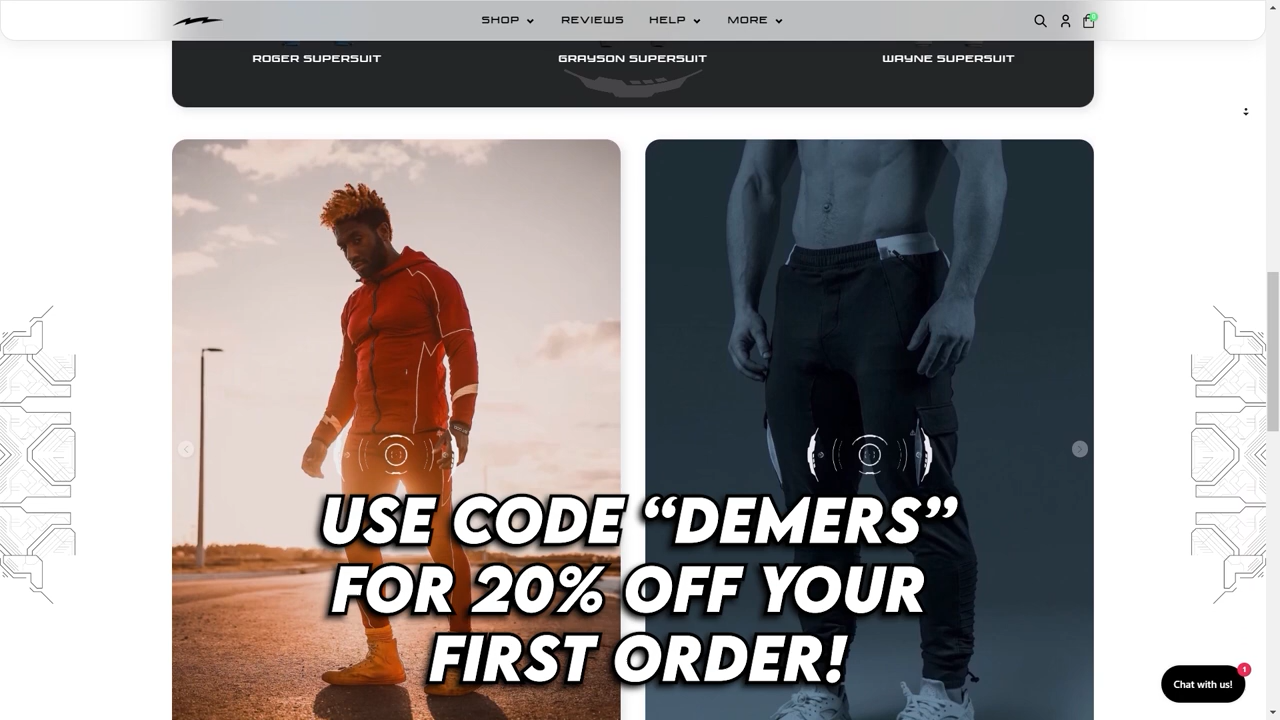 SHOP
REVIEWS
HELP
MORE
0
ROGER SUPERSUIT
GRAYSON SUPERSUIT
WAYNE SUPERSUIT
USE CODE “DEMERS”
FOR 20% OFF YOUR
FIRST ORDER!
1
Chat with us!